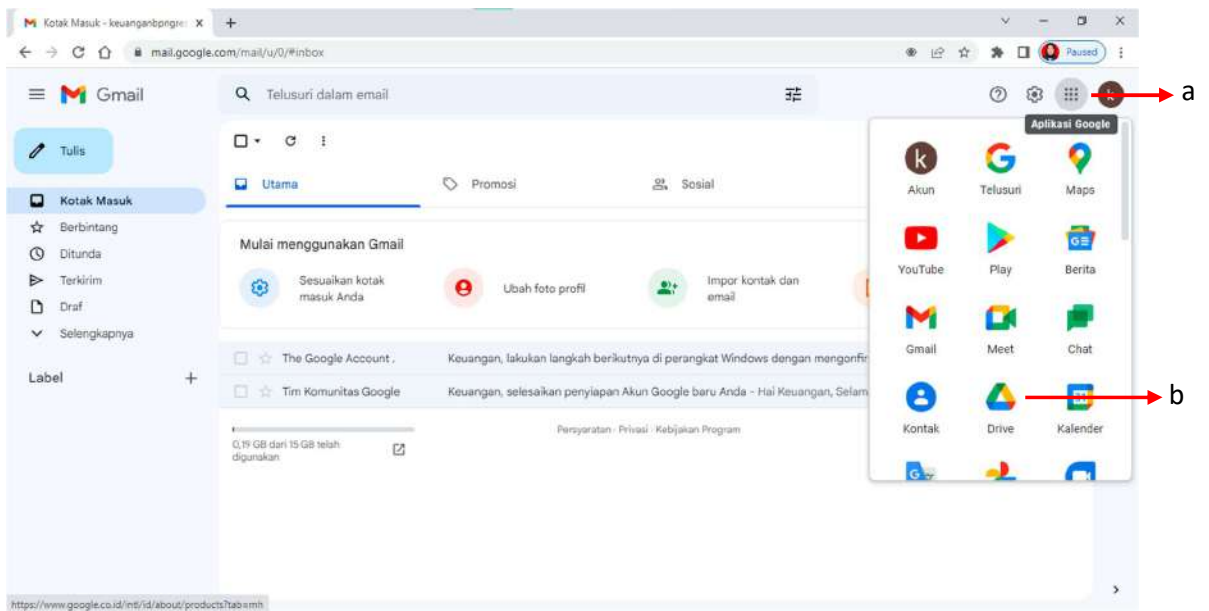 Kotak Masuk - keuanganbpngre
mail.google.com/mail/u/0/#inbox
Paused
Gmail
Telusuri dalam email
k
a
Aplikasi Google
Tulis
Kotak Masuk
Berbintang
Ditunda
Terkirim
Draf
Selengkapnya
Label
Utama
Promosi
Sosial
Mulai menggunakan Gmail
Sesuaikan kotak
masuk Anda
Ubah foto profil
Impor kontak dan
email
The Google Account .
Keuangan, lakukan langkah berikutnya di perangkat Windows dengan mengonfir
Tim Komunitas Google
Keuangan, selesaikan penyiapan Akun Google baru Anda - Hai Keuangan, Selam
0,19 GB dari 15 GB telah
digunakan
Persyaratan · Privasi · Kebijakan Program
k
Akun
Telusuri
Maps
YouTube
Play
Berita
Gmail
Meet
Chat
Kontak
Drive
Kalender
b
https://www.google.co.id/intl/id/about/products?tab=mh